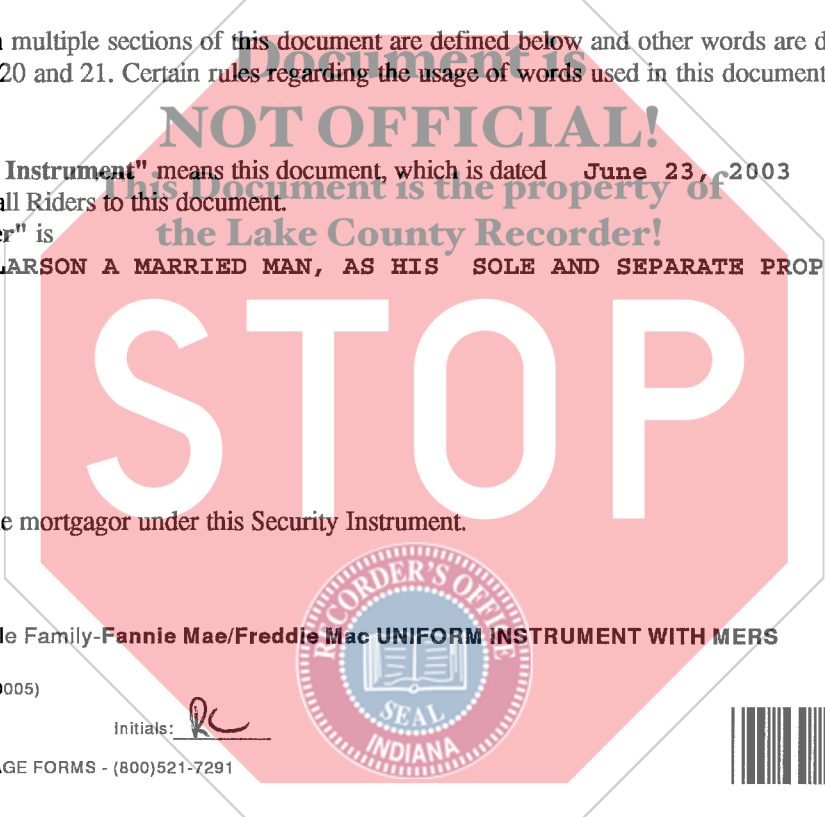 multiple sections of this document are defined below and other words are d
20 and 21. Certain rules regarding the usage of words used in this document
Document is
NOT OFFICIAL!
Instrument" means this document, which is dated June 23, 2003
This Document is the property of
all Riders to this document.
er" is
the Lake County Recorder!
LARSON A MARRIED MAN, AS HIS SOLE AND SEPARATE PROP
STOP
e mortgagor under this Security Instrument.
RECORDER'S OFFICE
le Family-Fannie Mae/Freddie Mac UNIFORM INSTRUMENT WITH MERS
0005)
SEAL
Initials: RC
INDIANA
AGE FORMS - (800)521-7291